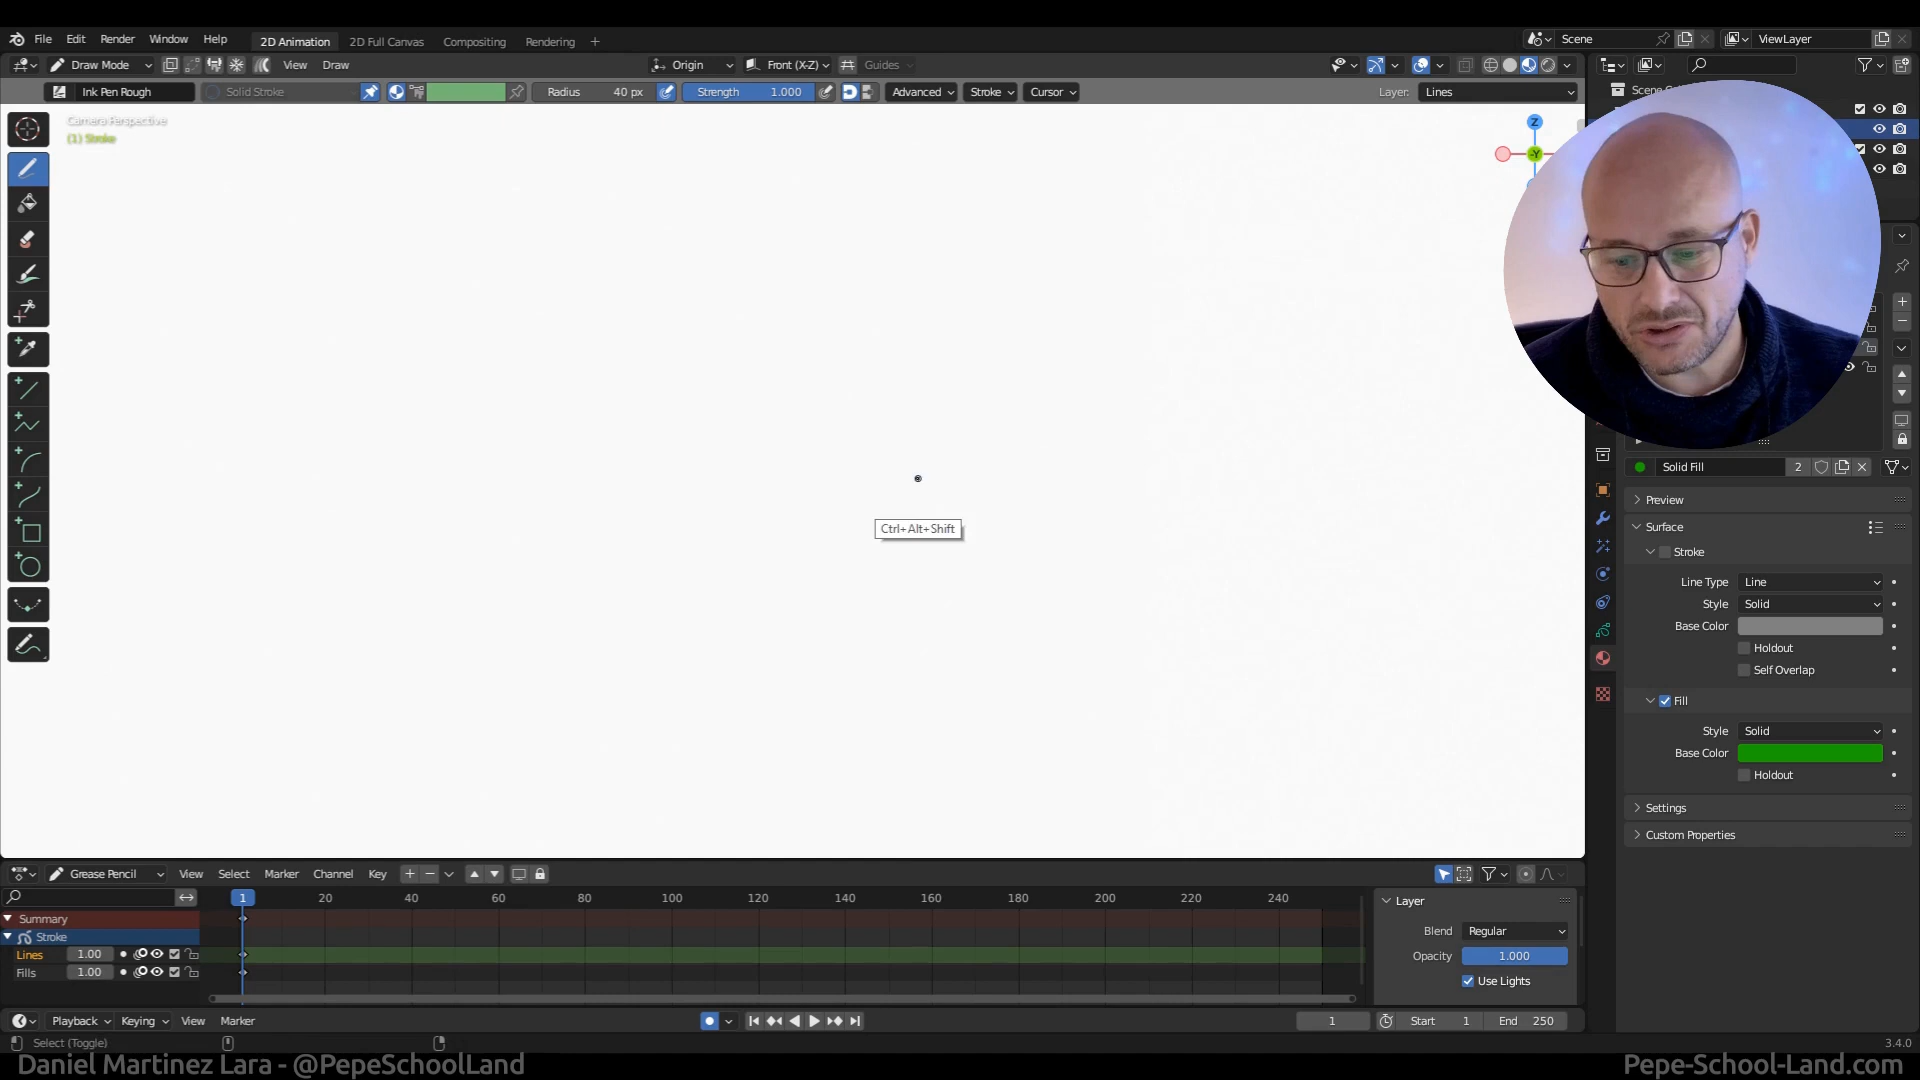 File Edit Render Window Help 2D Animation 2D Full Canvas Compositing Rendering + Scene ViewLayer
Draw Mode View Draw Origin Front (X-Z) Guides
Ink Pen Rough Solid Stroke Radius 40 px Strength 1.000 Advanced Stroke Cursor Layer: Lines
Camera Perspective
(1) Stroke
Z
-Y
Ctrl+Alt+Shift
Solid Fill 2
Preview
Surface
Stroke
Line Type Line
Style Solid
Base Color
Holdout
Self Overlap
Fill
Style Solid
Base Color
Holdout
Settings
Custom Properties
Grease Pencil View Select Marker Channel Key
1 20 40 60 80 100 120 140 160 180 200 220 240
Summary
Stroke
Lines 1.00
Fills 1.00
Layer
Blend Regular
Opacity 1.000
Use Lights
Playback Keying View Marker 1 Start 1 End 250
Select (Toggle) 3.4.0
Daniel Martinez Lara - @PepeSchoolLand Pepe-School-Land.com